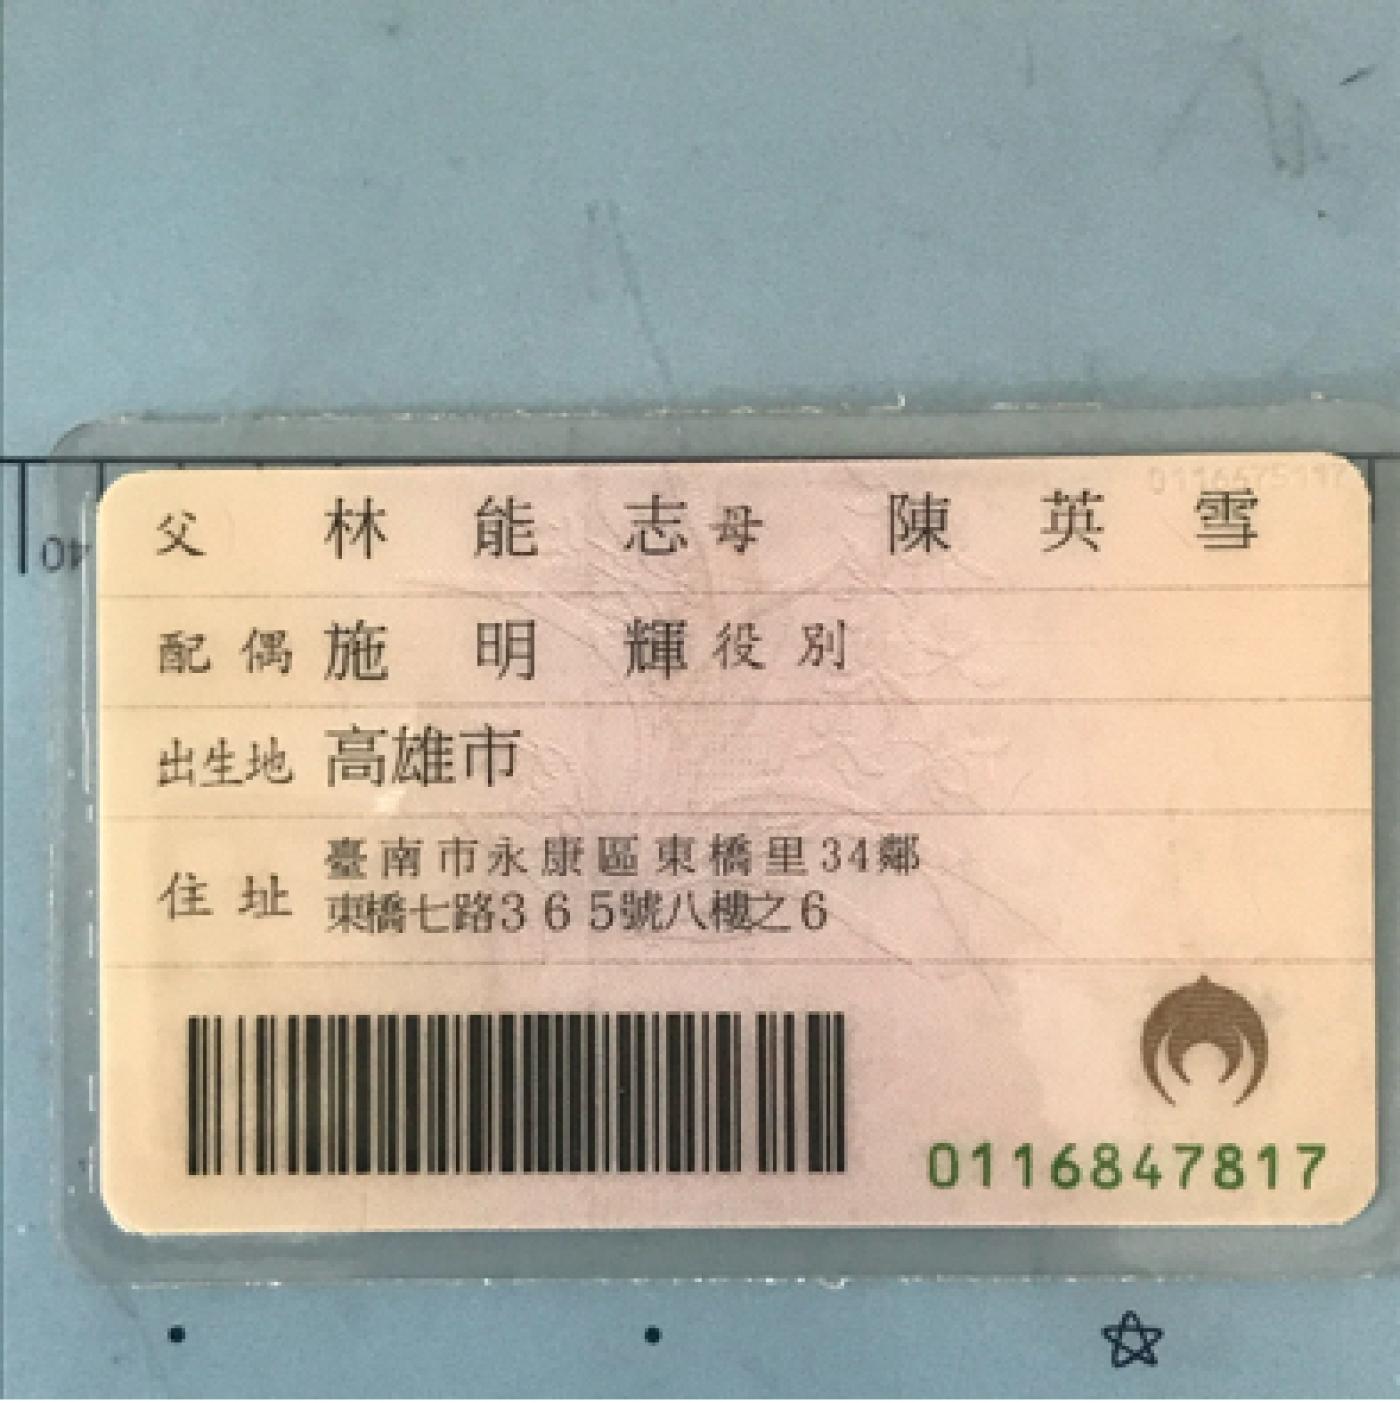 父 林能志 母 陳英雪
配偶 施明輝 役別
出生地 高雄市
住址 臺南市永康區東橋里34鄰
東橋七路365號八樓之6
0116847817
40